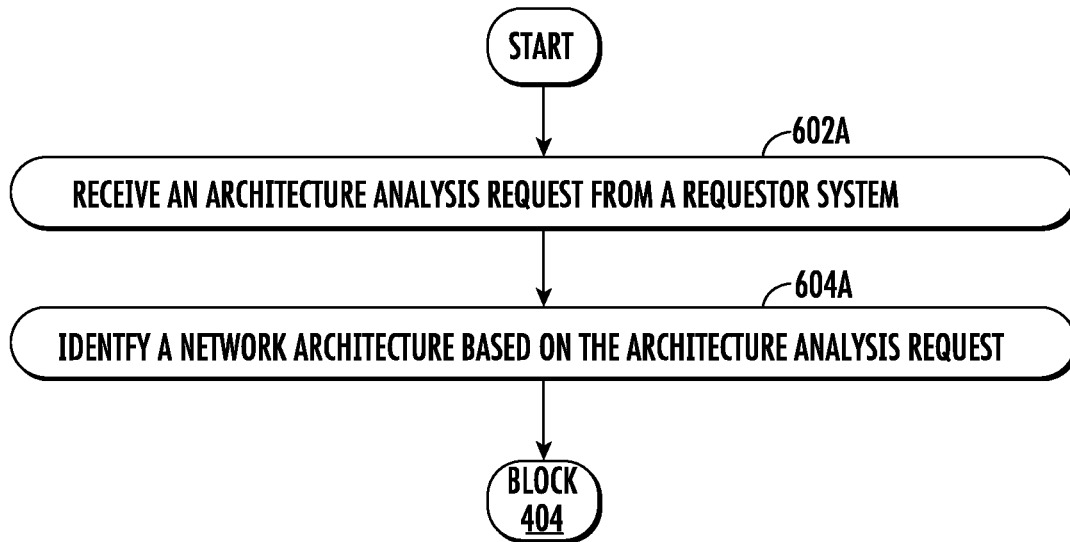 START
602A
RECEIVE AN ARCHITECTURE ANALYSIS REQUEST FROM A REQUESTOR SYSTEM
604A
IDENTFY A NETWORK ARCHITECTURE BASED ON THE ARCHITECTURE ANALYSIS REQUEST
BLOCK
404